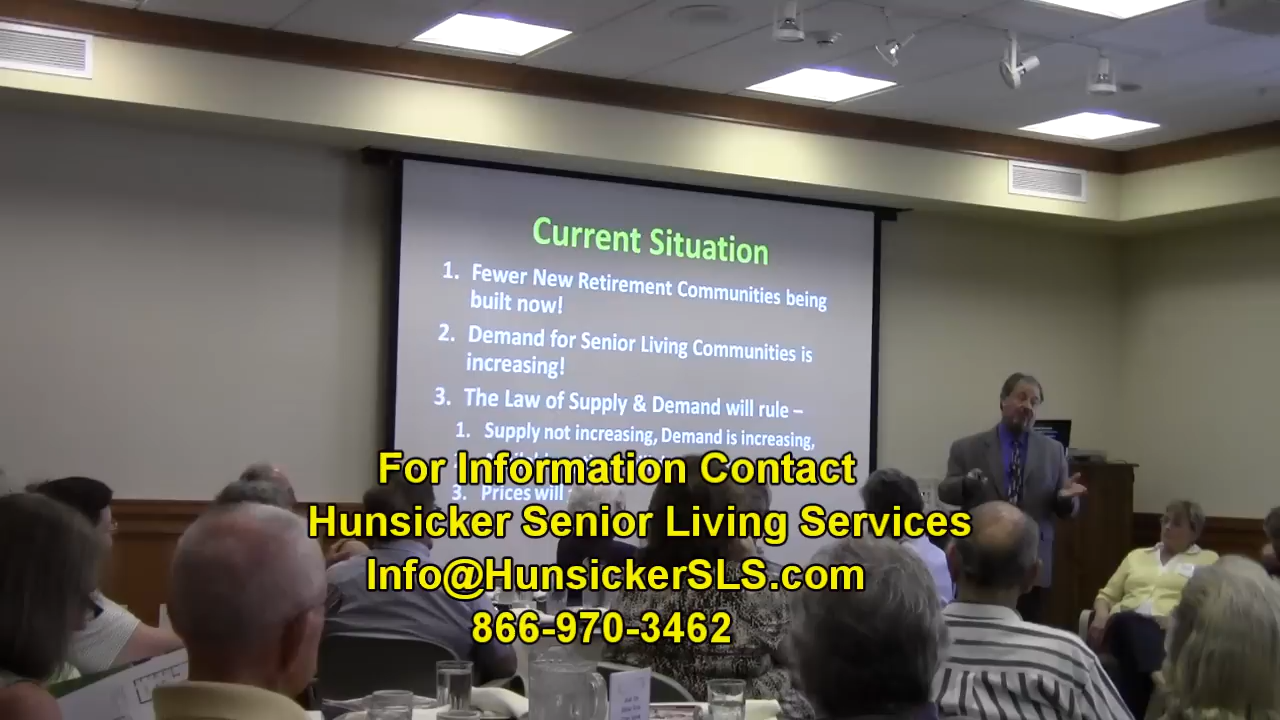 Current Situation
1. Fewer New Retirement Communities being
built now!
2. Demand for Senior Living Communities is
increasing!
3. The Law of Supply & Demand will rule –
1. Supply not increasing, Demand is increasing,
3. Prices will
For Information Contact
Hunsicker Senior Living Services
Info@HunsickerSLS.com
866-970-3462